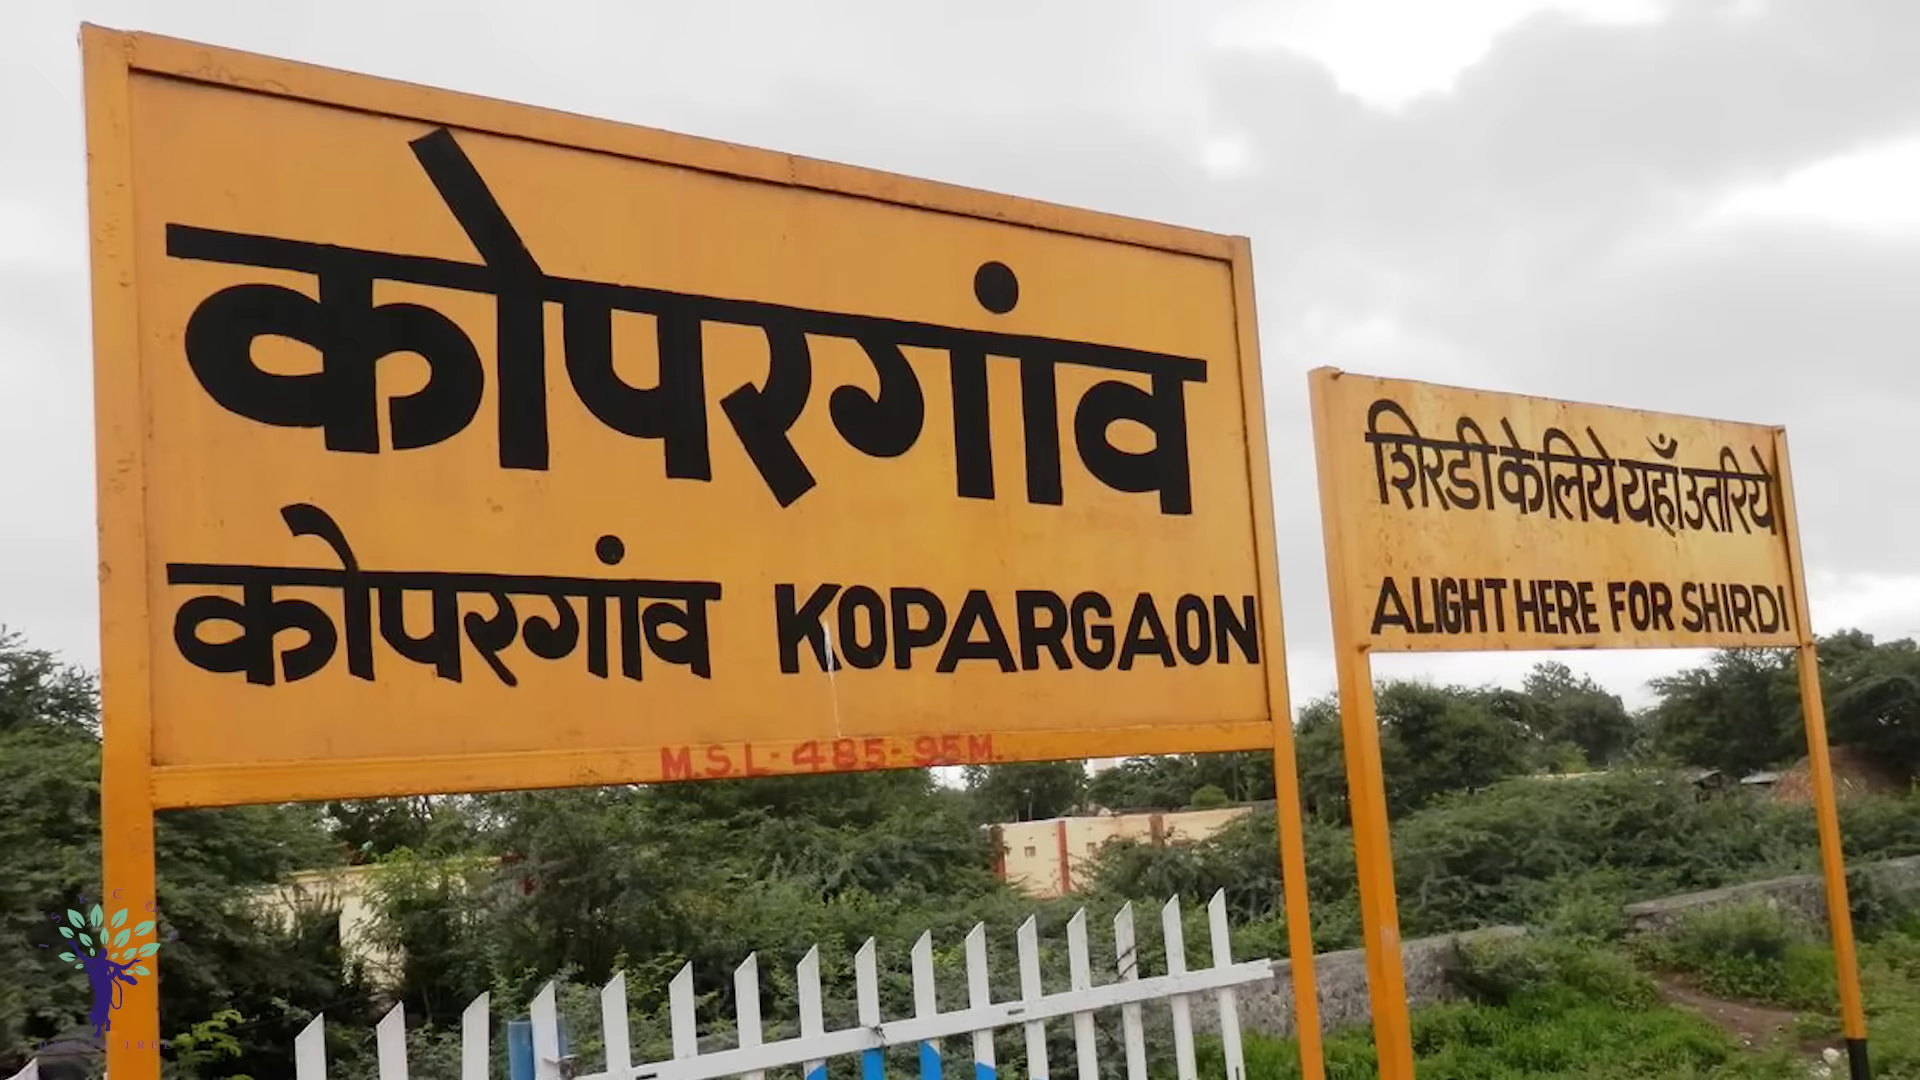 कोपरगांव
कोपरगांव KOPARGAON
M.S.L-485-95M.
शिरडी के लिये यहाँ उतरिये
ALIGHT HERE FOR SHIRDI